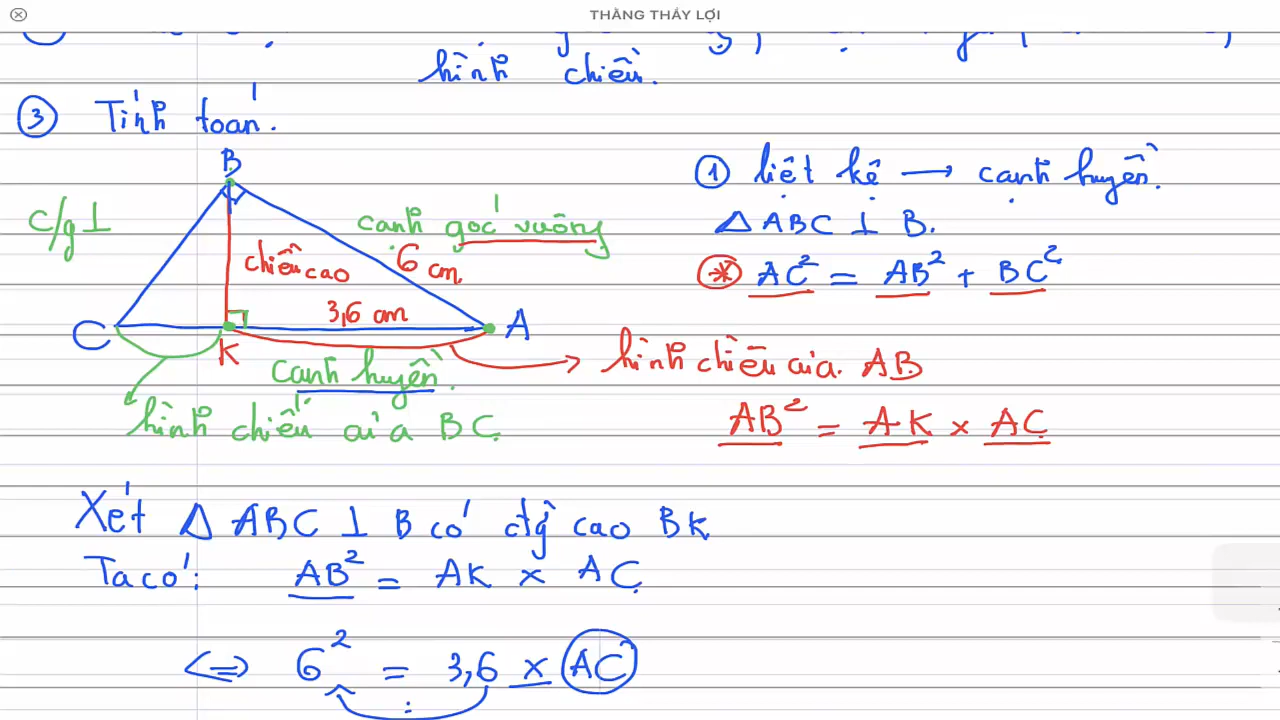 THẰNG THẦY LỢI
hình chiếu.
③ Tính toán.
B
C/g ⊥
cạnh góc vuông
chiều cao
6 cm
3,6 cm
C
K
A
cạnh huyền.
hình chiếu của BC
① liệt kê → cạnh huyền.
Δ ABC ⊥ B.
* AC² = AB² + BC²
hình chiếu của AB
AB² = AK × AC
Xét Δ ABC ⊥ B có đg cao BK
Ta có: AB² = AK × AC
<=> 6² = 3,6 × AC
: